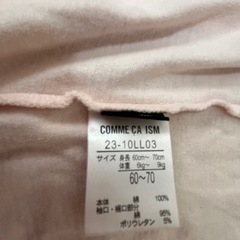 COMME ÇA ISM
23-10LL03
サイズ 身長 60cm〜 70cm
体重 6kg〜 9kg
60〜70
本体 綿 100%
袖口・裾口部分
綿 95%
ポリウレタン 5%